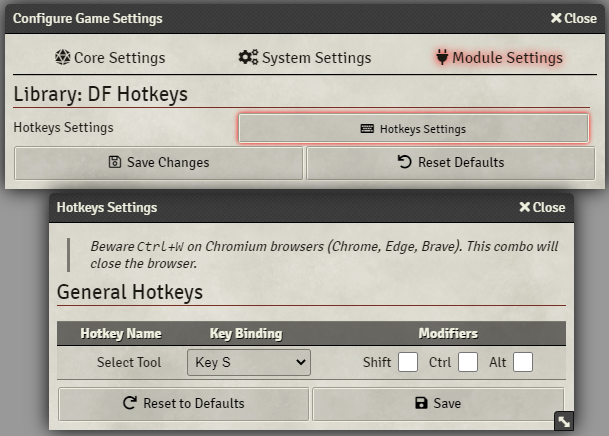 Configure Game Settings
Close
Core Settings
System Settings
Module Settings
Library: DF Hotkeys
Hotkeys Settings
Hotkeys Settings
Save Changes
Reset Defaults
Hotkeys Settings
Close
Beware Ctrl+W on Chromium browsers (Chrome, Edge, Brave). This combo will
close the browser.
General Hotkeys
Hotkey Name
Key Binding
Modifiers
Select Tool
Key S
Shift
Ctrl
Alt
Reset to Defaults
Save